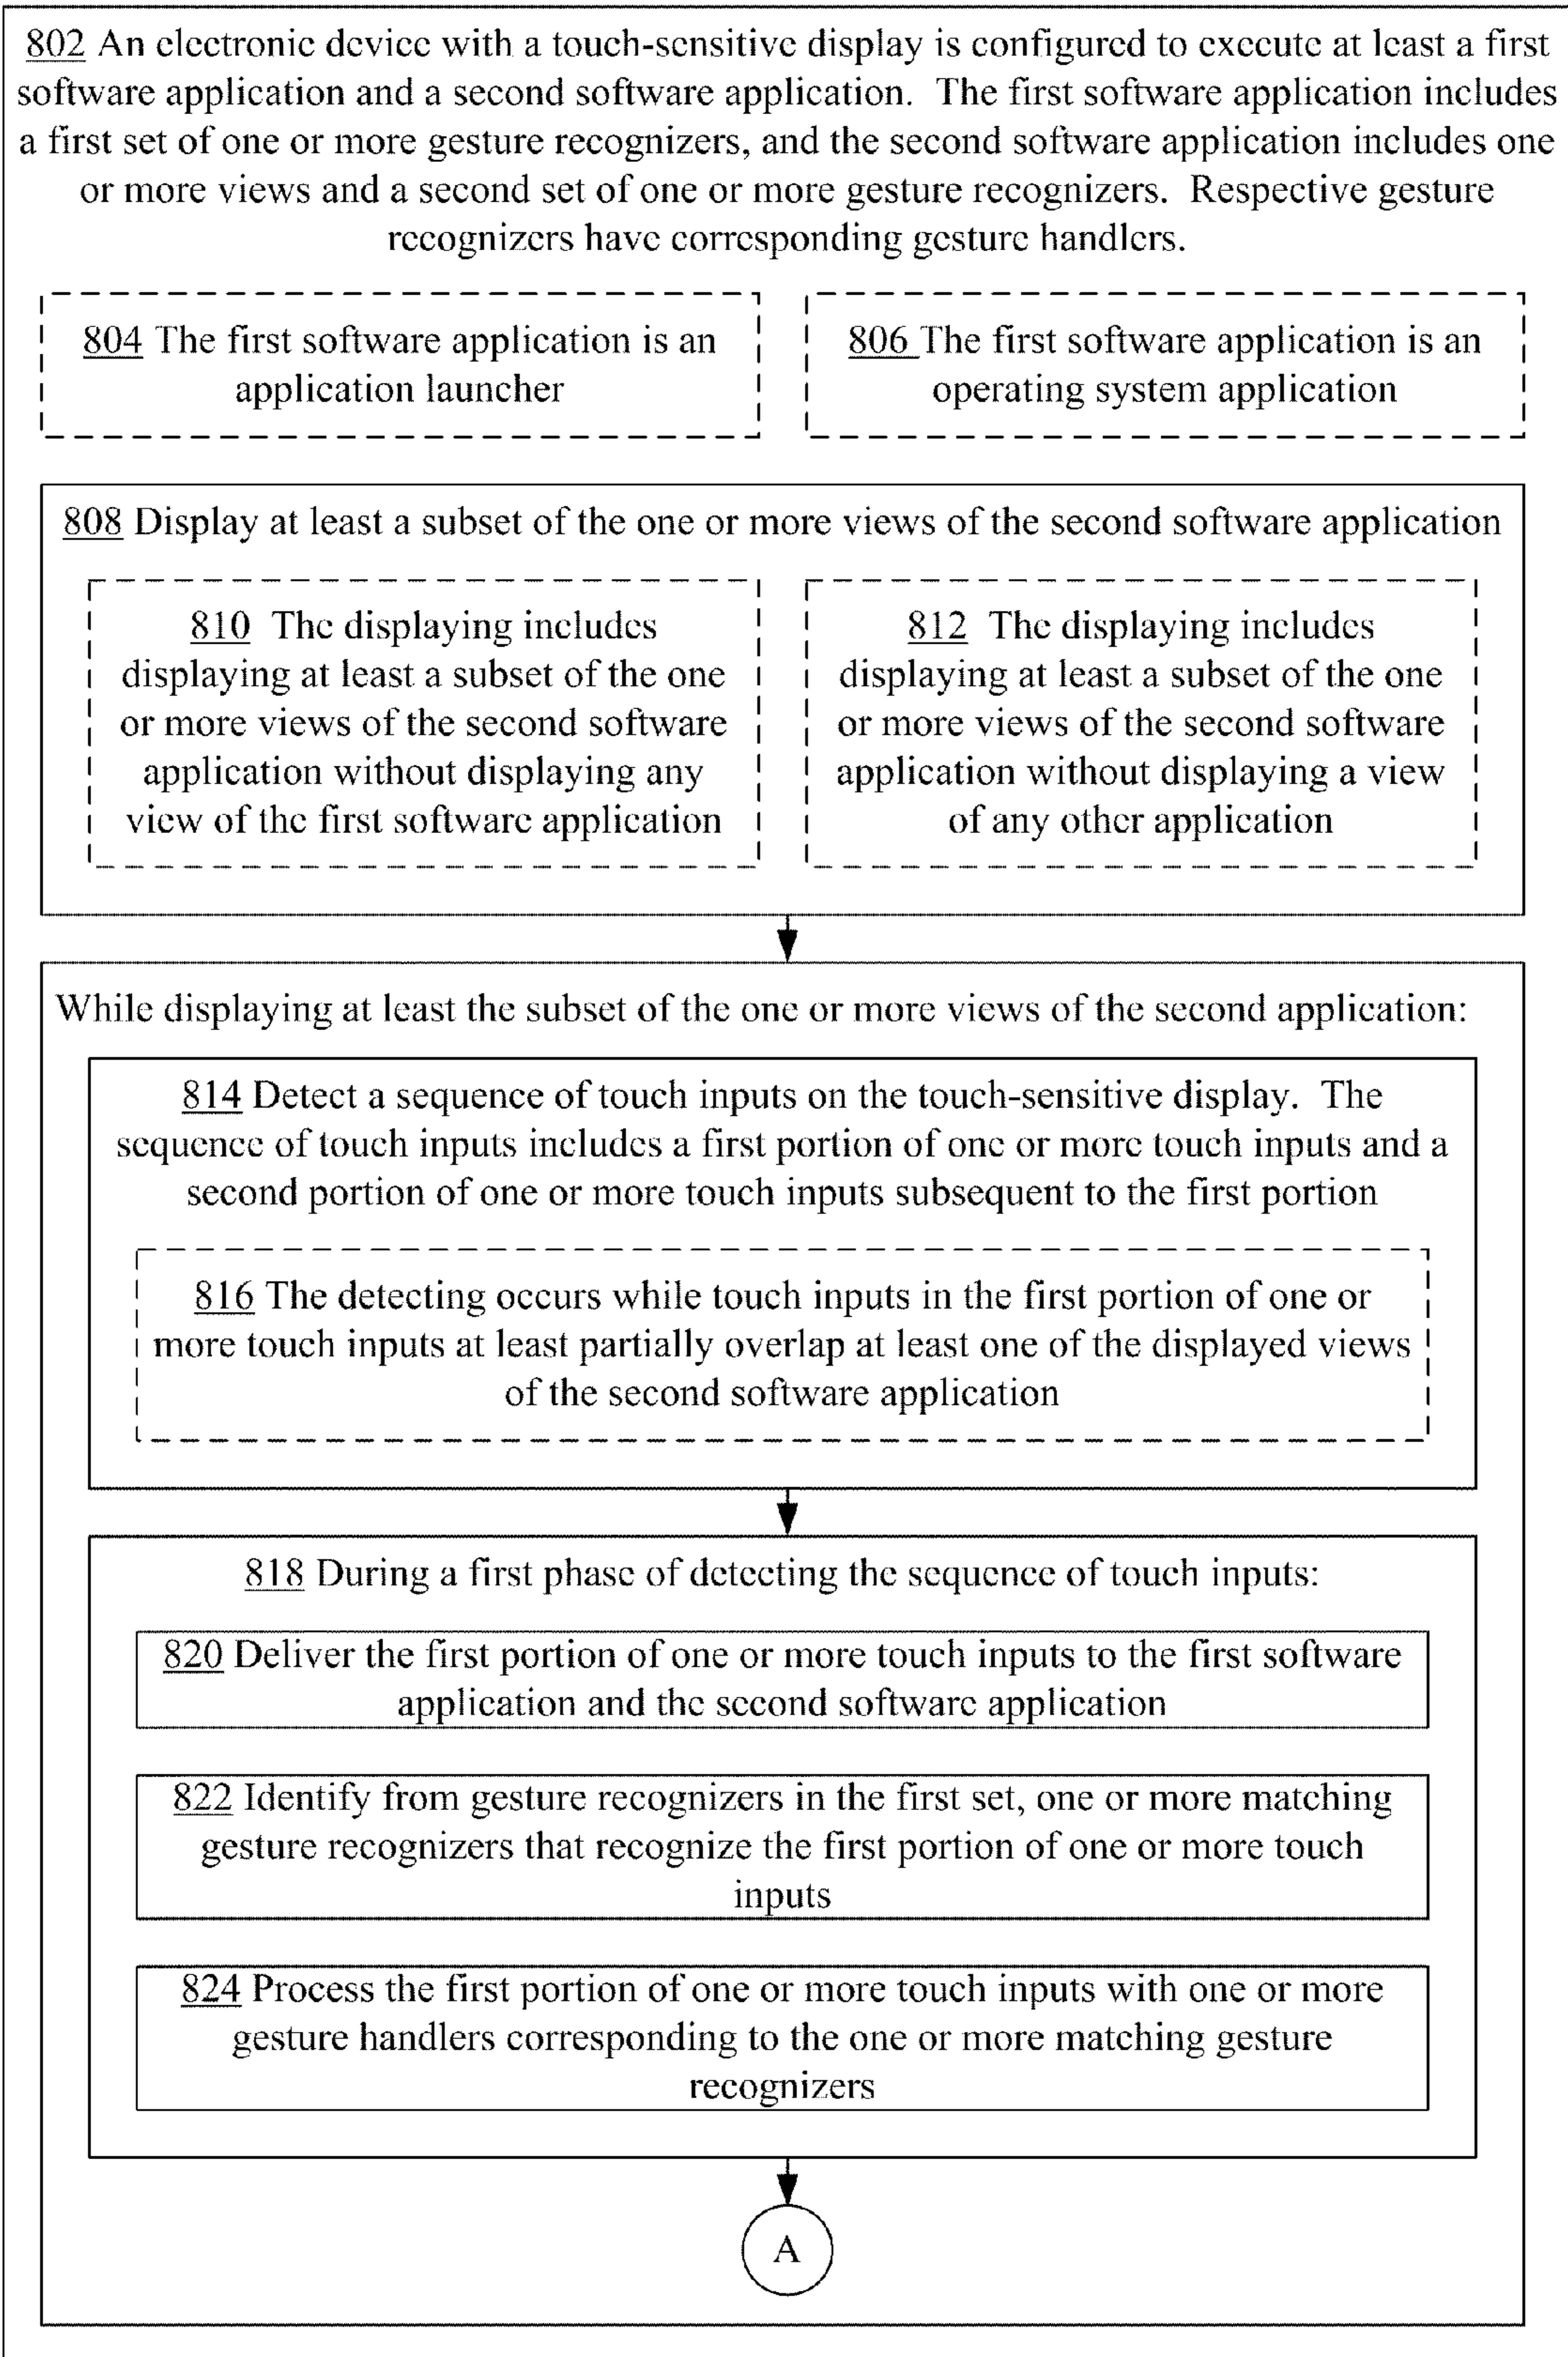 802 An electronic device with a touch-sensitive display is configured to execute at least a first
software application and a second software application.  The first software application includes
a first set of one or more gesture recognizers, and the second software application includes one
or more views and a second set of one or more gesture recognizers.  Respective gesture
recognizers have corresponding gesture handlers.
804 The first software application is an
application launcher
806 The first software application is an
operating system application
808 Display at least a subset of the one or more views of the second software application
810  The displaying includes
displaying at least a subset of the one
or more views of the second software
application without displaying any
view of the first software application
812  The displaying includes
displaying at least a subset of the one
or more views of the second software
application without displaying a view
of any other application
While displaying at least the subset of the one or more views of the second application:
814 Detect a sequence of touch inputs on the touch-sensitive display.  The
sequence of touch inputs includes a first portion of one or more touch inputs and a
second portion of one or more touch inputs subsequent to the first portion
816 The detecting occurs while touch inputs in the first portion of one or
more touch inputs at least partially overlap at least one of the displayed views
of the second software application
818 During a first phase of detecting the sequence of touch inputs:
820 Deliver the first portion of one or more touch inputs to the first software
application and the second software application
822 Identify from gesture recognizers in the first set, one or more matching
gesture recognizers that recognize the first portion of one or more touch
inputs
824 Process the first portion of one or more touch inputs with one or more
gesture handlers corresponding to the one or more matching gesture
recognizers
A